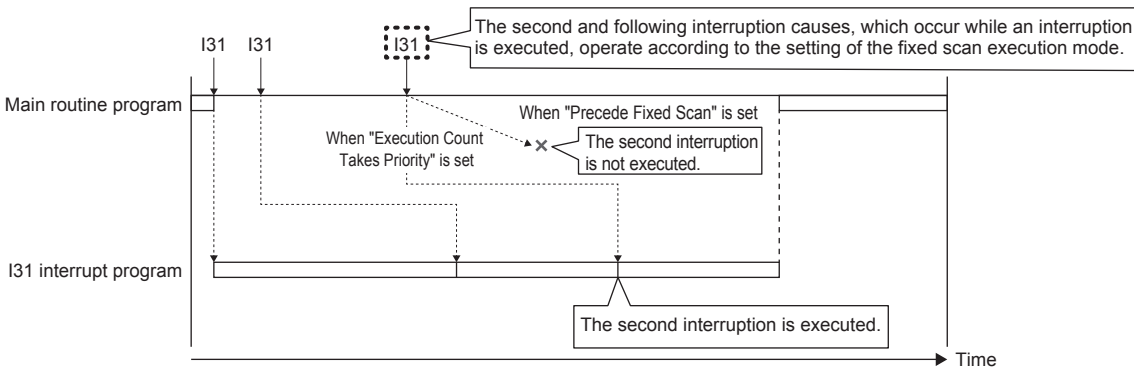 The second and following interruption causes, which occur while an interruption
is executed, operate according to the setting of the fixed scan execution mode.
I31
I31
I31
Main routine program
When "Precede Fixed Scan" is set
When "Execution Count
Takes Priority" is set
The second interruption
is not executed.
I31 interrupt program
The second interruption is executed.
Time